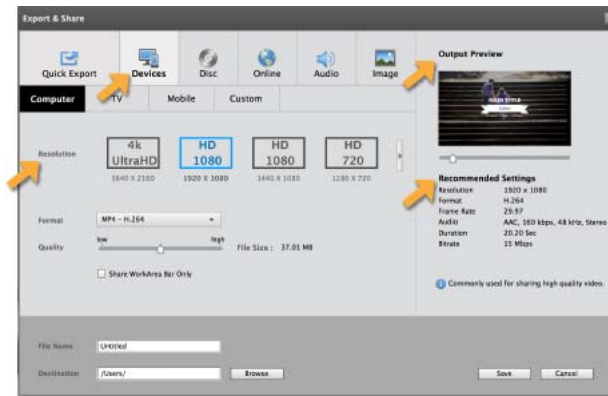 Export & Share
Quick Export Devices Disc Online Audio Image
Computer TV Mobile Custom
Resolution
4k UltraHD
3840 X 2160
HD 1080
1920 X 1080
HD 1080
1440 X 1080
HD 720
1280 X 720
Format MP4 - H.264
Quality low high File Size : 37.01 MB
Share WorkArea Bar Only
File Name Untitled
Destination /Users/ Browse
Output Preview
MAIN TITLE
Recommended Settings
Resolution 1920 x 1080
Format H.264
Frame Rate 29.97
Audio AAC, 160 kbps, 48 kHz, Stereo
Duration 20.20 Sec
Bitrate 15 Mbps
Commonly used for sharing high quality video.
Save Cancel